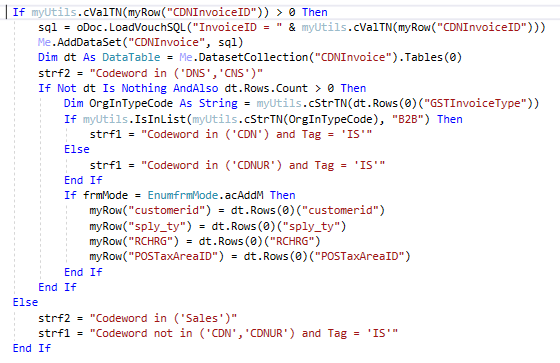 If myUtils.cValTN(myRow("CDNInvoiceID")) > 0 Then
sql = oDoc.LoadVouchSQL("InvoiceID = " & myUtils.cValTN(myRow("CDNInvoiceID")))
Me.AddDataSet("CDNInvoice", sql)
Dim dt As DataTable = Me.DatasetCollection("CDNInvoice").Tables(0)
strf2 = "Codeword in ('DNS','CNS')"
If Not dt Is Nothing AndAlso dt.Rows.Count > 0 Then
Dim OrgInTypeCode As String = myUtils.cStrTN(dt.Rows(0)("GSTInvoiceType"))
If myUtils.IsInList(myUtils.cStrTN(OrgInTypeCode), "B2B") Then
strf1 = "Codeword in ('CDN') and Tag = 'IS'"
Else
strf1 = "Codeword in ('CDNUR') and Tag = 'IS'"
End If
If frmMode = EnumfrmMode.acAddM Then
myRow("customerid") = dt.Rows(0)("customerid")
myRow("sply_ty") = dt.Rows(0)("sply_ty")
myRow("RCHRG") = dt.Rows(0)("RCHRG")
myRow("POSTaxAreaID") = dt.Rows(0)("POSTaxAreaID")
End If
End If
Else
strf2 = "Codeword in ('Sales')"
strf1 = "Codeword not in ('CDN','CDNUR') and Tag = 'IS'"
End If